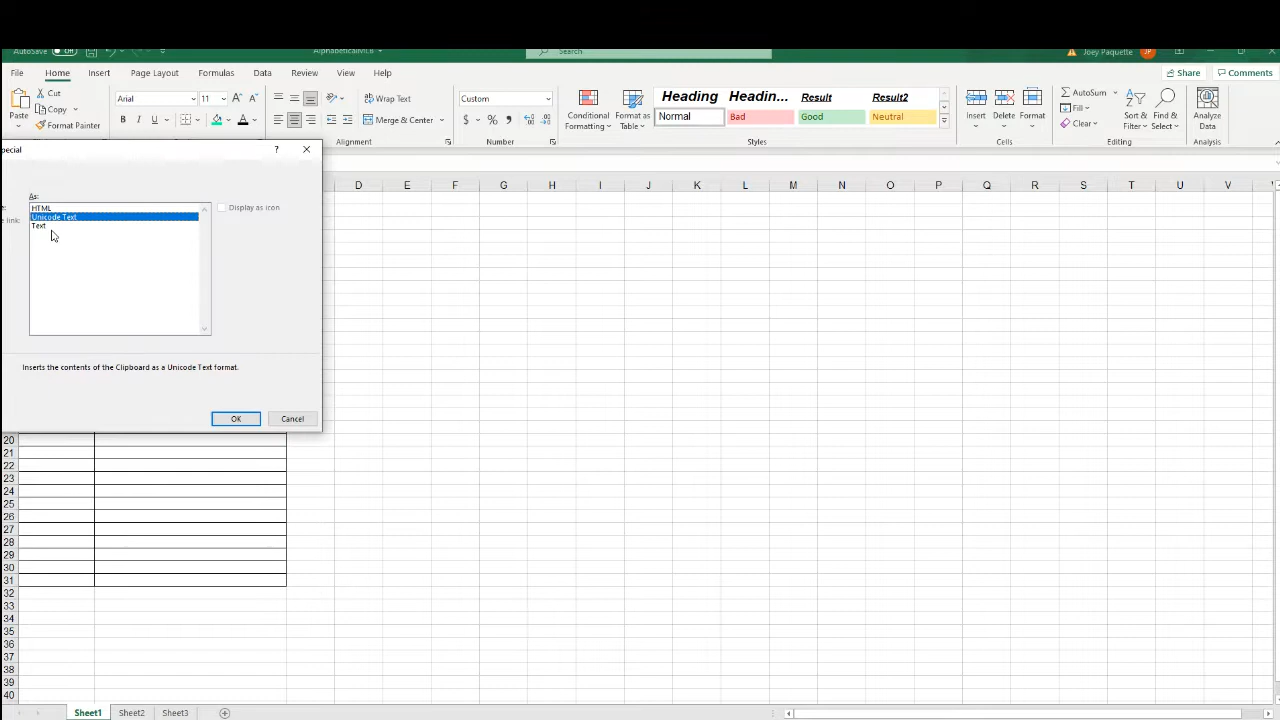 AutoSave Off AlphabeticalMLB Search Joey Paquette JP
File Home Insert Page Layout Formulas Data Review View Help Share Comments
Paste Cut Copy Format Painter
Arial 11 B I U A
Wrap Text Merge & Center
Custom $ % 9
Conditional Formatting Format as Table
Heading Headin... Result Result2
Normal Bad Good Neutral
Insert Delete Format
AutoSum Fill Clear Sort & Filter Find & Select
Analyze Data
Alignment Number Styles Cells Editing Analysis
pecial ? ×
As:
HTML
Unicode Text
Text
e:
e link:
Display as icon
Inserts the contents of the Clipboard as a Unicode Text format.
OK Cancel
D E F G H I J K L M N O P Q R S T U V
20
21
22
23
24
25
26
27
28
29
30
31
32
33
34
35
36
37
38
39
40
Sheet1 Sheet2 Sheet3